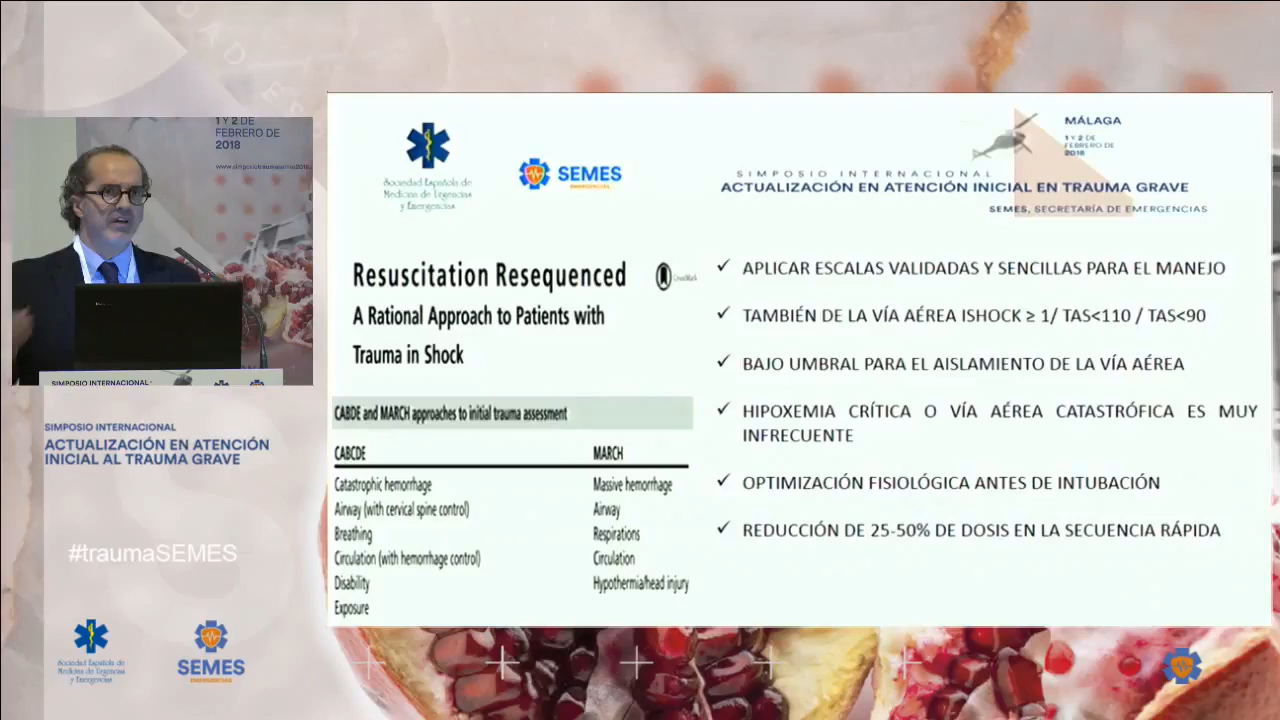 1 Y 2 DE
FEBRERO DE
2018
www.simposiotraumasemes2018.
SIMPOSIO INTERNACIONAL
SIMPOSIO INTERNACIONAL
ACTUALIZACIÓN EN ATENCIÓN
INICIAL AL TRAUMA GRAVE
#traumaSEMES
Sociedad Española de
Medicina de Urgencias
y Emergencias
SEMES
EMERGENCIAS
Sociedad Española de
Medicina de Urgencias
y Emergencias
SEMES
EMERGENCIAS
MÁLAGA
1 Y 2 DE
FEBRERO DE
2018
SIMPOSIO INTERNACIONAL
ACTUALIZACIÓN EN ATENCIÓN INICIAL EN TRAUMA GRAVE
SEMES, SECRETARÍA DE EMERGENCIAS
Resuscitation Resequenced
CrossMark
A Rational Approach to Patients with
Trauma in Shock
CABDE and MARCH approaches to initial trauma assessment
CABCDE MARCH
Catastrophic hemorrhage Massive hemorrhage
Airway (with cervical spine control) Airway
Breathing Respirations
Circulation (with hemorrhage control) Circulation
Disability Hypothermia/head injury
Exposure
✓ APLICAR ESCALAS VALIDADAS Y SENCILLAS PARA EL MANEJO
✓ TAMBIÉN DE LA VÍA AÉREA ISHOCK ≥ 1/ TAS<110 / TAS<90
✓ BAJO UMBRAL PARA EL AISLAMIENTO DE LA VÍA AÉREA
✓ HIPOXEMIA CRÍTICA O VÍA AÉREA CATASTRÓFICA ES MUY
INFRECUENTE
✓ OPTIMIZACIÓN FISIOLÓGICA ANTES DE INTUBACIÓN
✓ REDUCCIÓN DE 25-50% DE DOSIS EN LA SECUENCIA RÁPIDA